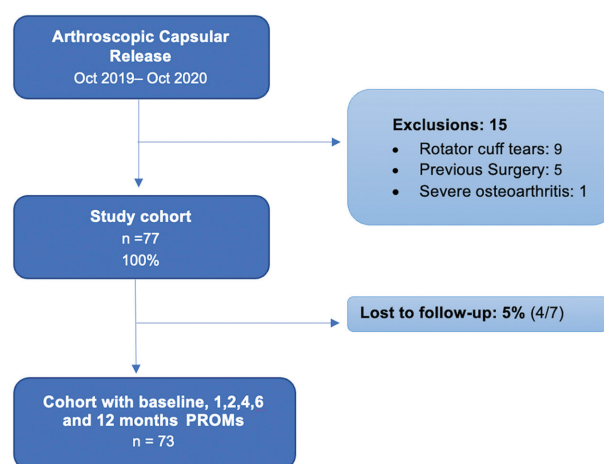 Arthroscopic Capsular
Release
Oct 2019– Oct 2020
Exclusions: 15
• Rotator cuff tears: 9
• Previous Surgery: 5
• Severe osteoarthritis: 1
Study cohort
n =77
100%
Lost to follow-up: 5% (4/7)
Cohort with baseline, 1,2,4,6
and 12 months PROMs
n = 73